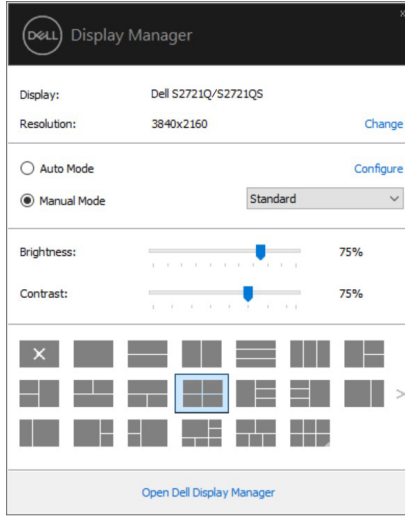 DELL Display Manager
Display: Dell S2721Q/S2721QS
Resolution: 3840x2160 Change
Auto Mode Configure
Manual Mode Standard
Brightness: 75%
Contrast: 75%
Open Dell Display Manager